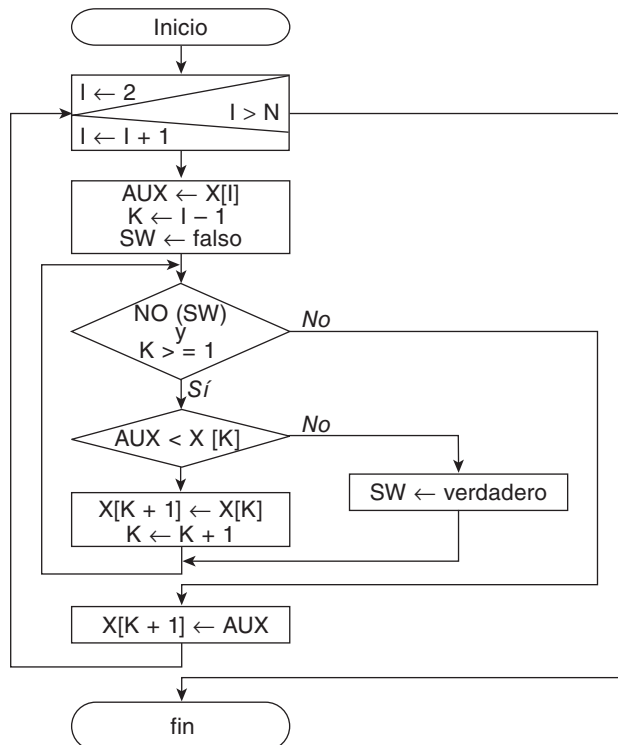 Inicio
I ← 2
I > N
I ← I + 1
AUX ← X[I]
K ← I – 1
SW ← falso
NO (SW)
y
K > = 1
No
Sí
AUX < X [K]
No
X[K + 1] ← X[K]
K ← K + 1
SW ← verdadero
X[K + 1] ← AUX
fin